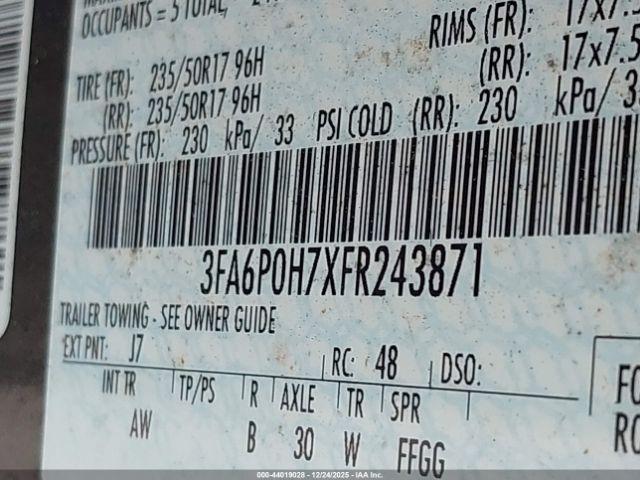 OCCUPANTS = 5 TOTAL,
RIMS (FR): 17x7.5
TIRE (FR): 235/50R17 96H
(RR): 17x7.5
(RR): 235/50R17 96H
PRESSURE (FR): 230 kPa/ 33 PSI COLD (RR): 230 kPa/ 3
3FA6P0H7XFR243871
TRAILER TOWING - SEE OWNER GUIDE
EXT PNT: J7 RC: 48 DSO:
INT TR TP/PS R AXLE TR SPR
AW B 30 W FFGG
000-44019028 - 12/24/2025 - © IAA, Inc.